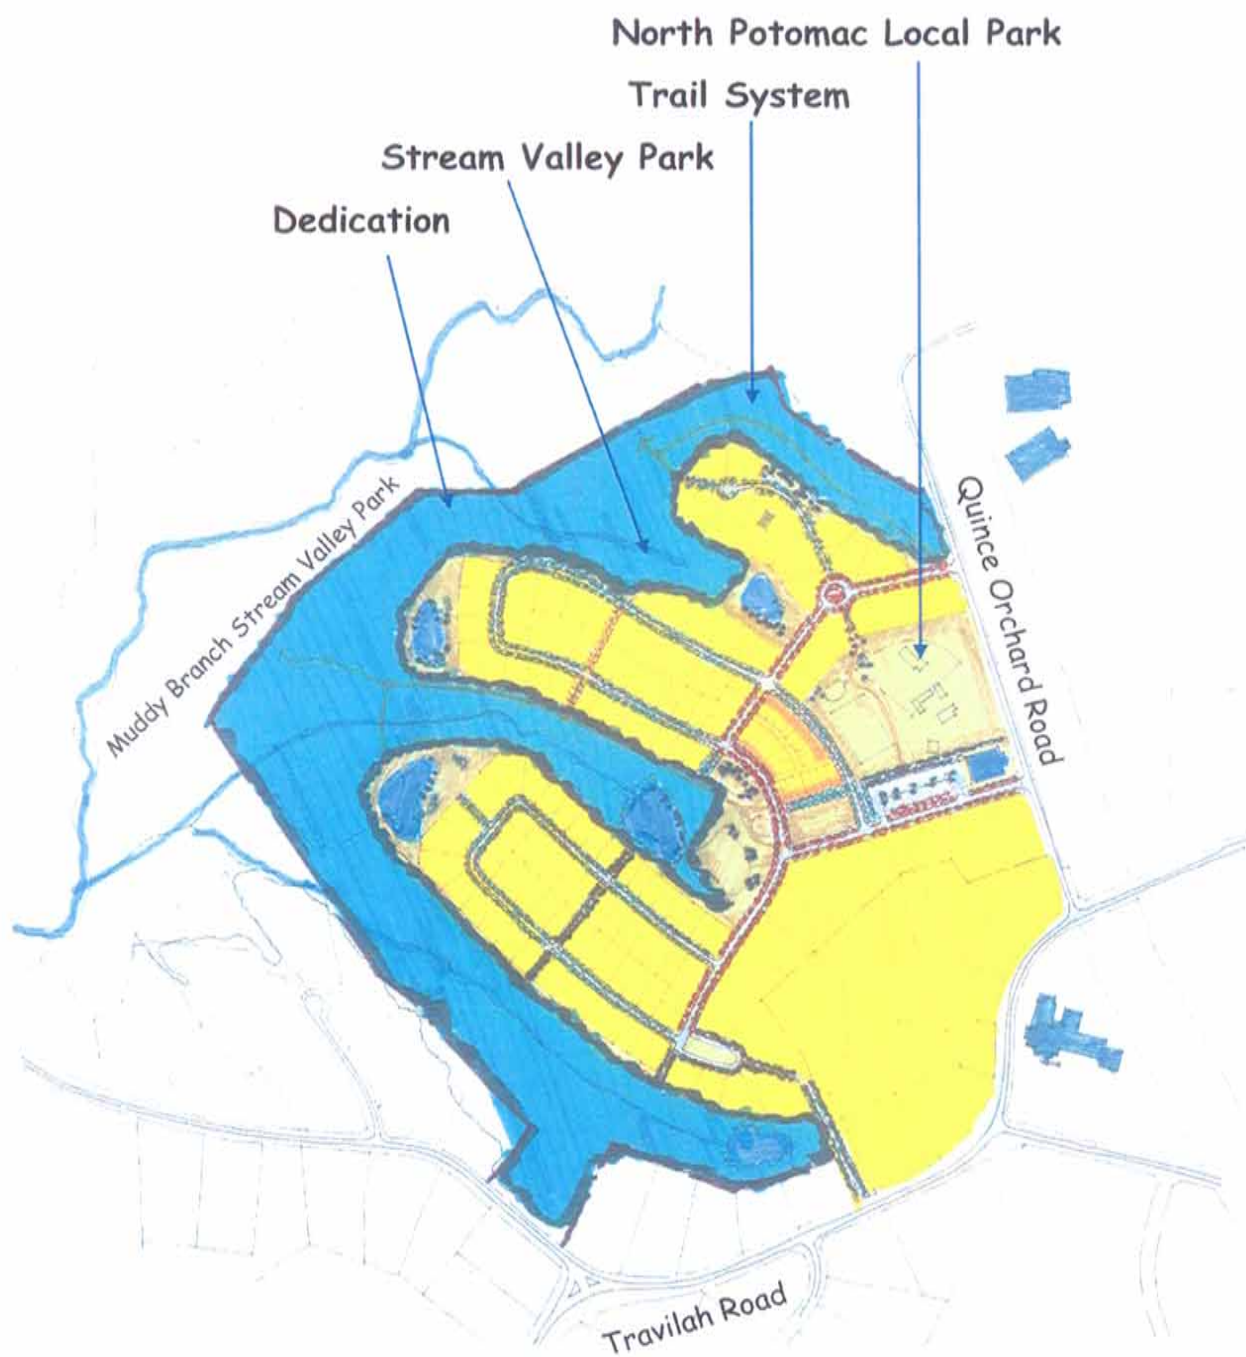 North Potomac Local Park
Trail System
Stream Valley Park
Dedication
Muddy Branch Stream Valley Park
Quince Orchard Road
Travilah Road